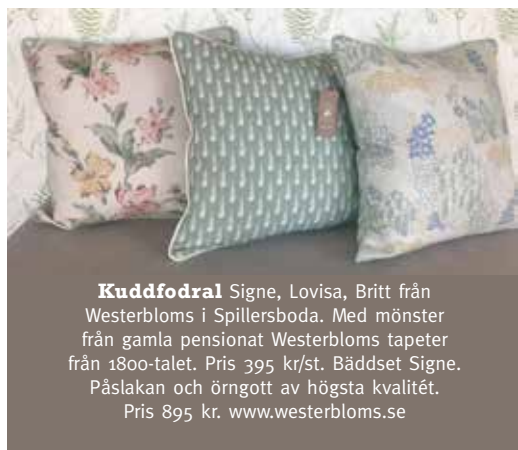 Kuddfodral Signe, Lovisa, Britt från
Westerbloms i Spillersboda. Med mönster
från gamla pensionat Westerbloms tapeter
från 1800-talet. Pris 395 kr/st. Bäddset Signe.
Påslakan och örngott av högsta kvalitét.
Pris 895 kr. www.westerbloms.se